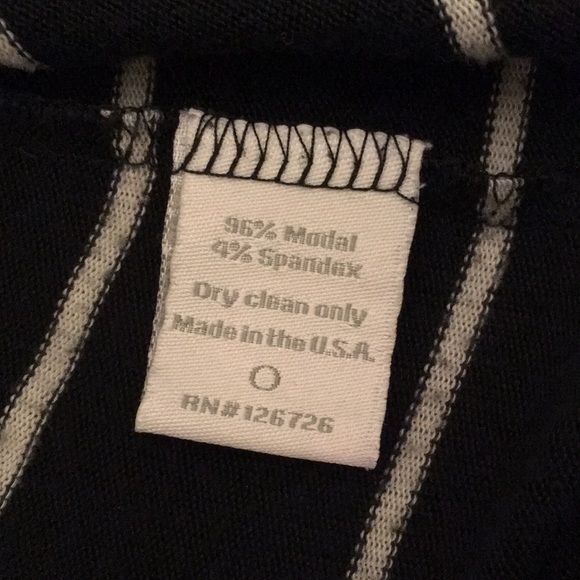 96% Modal
4% Spandex
Dry clean only
Made in the U.S.A.
RN#126726